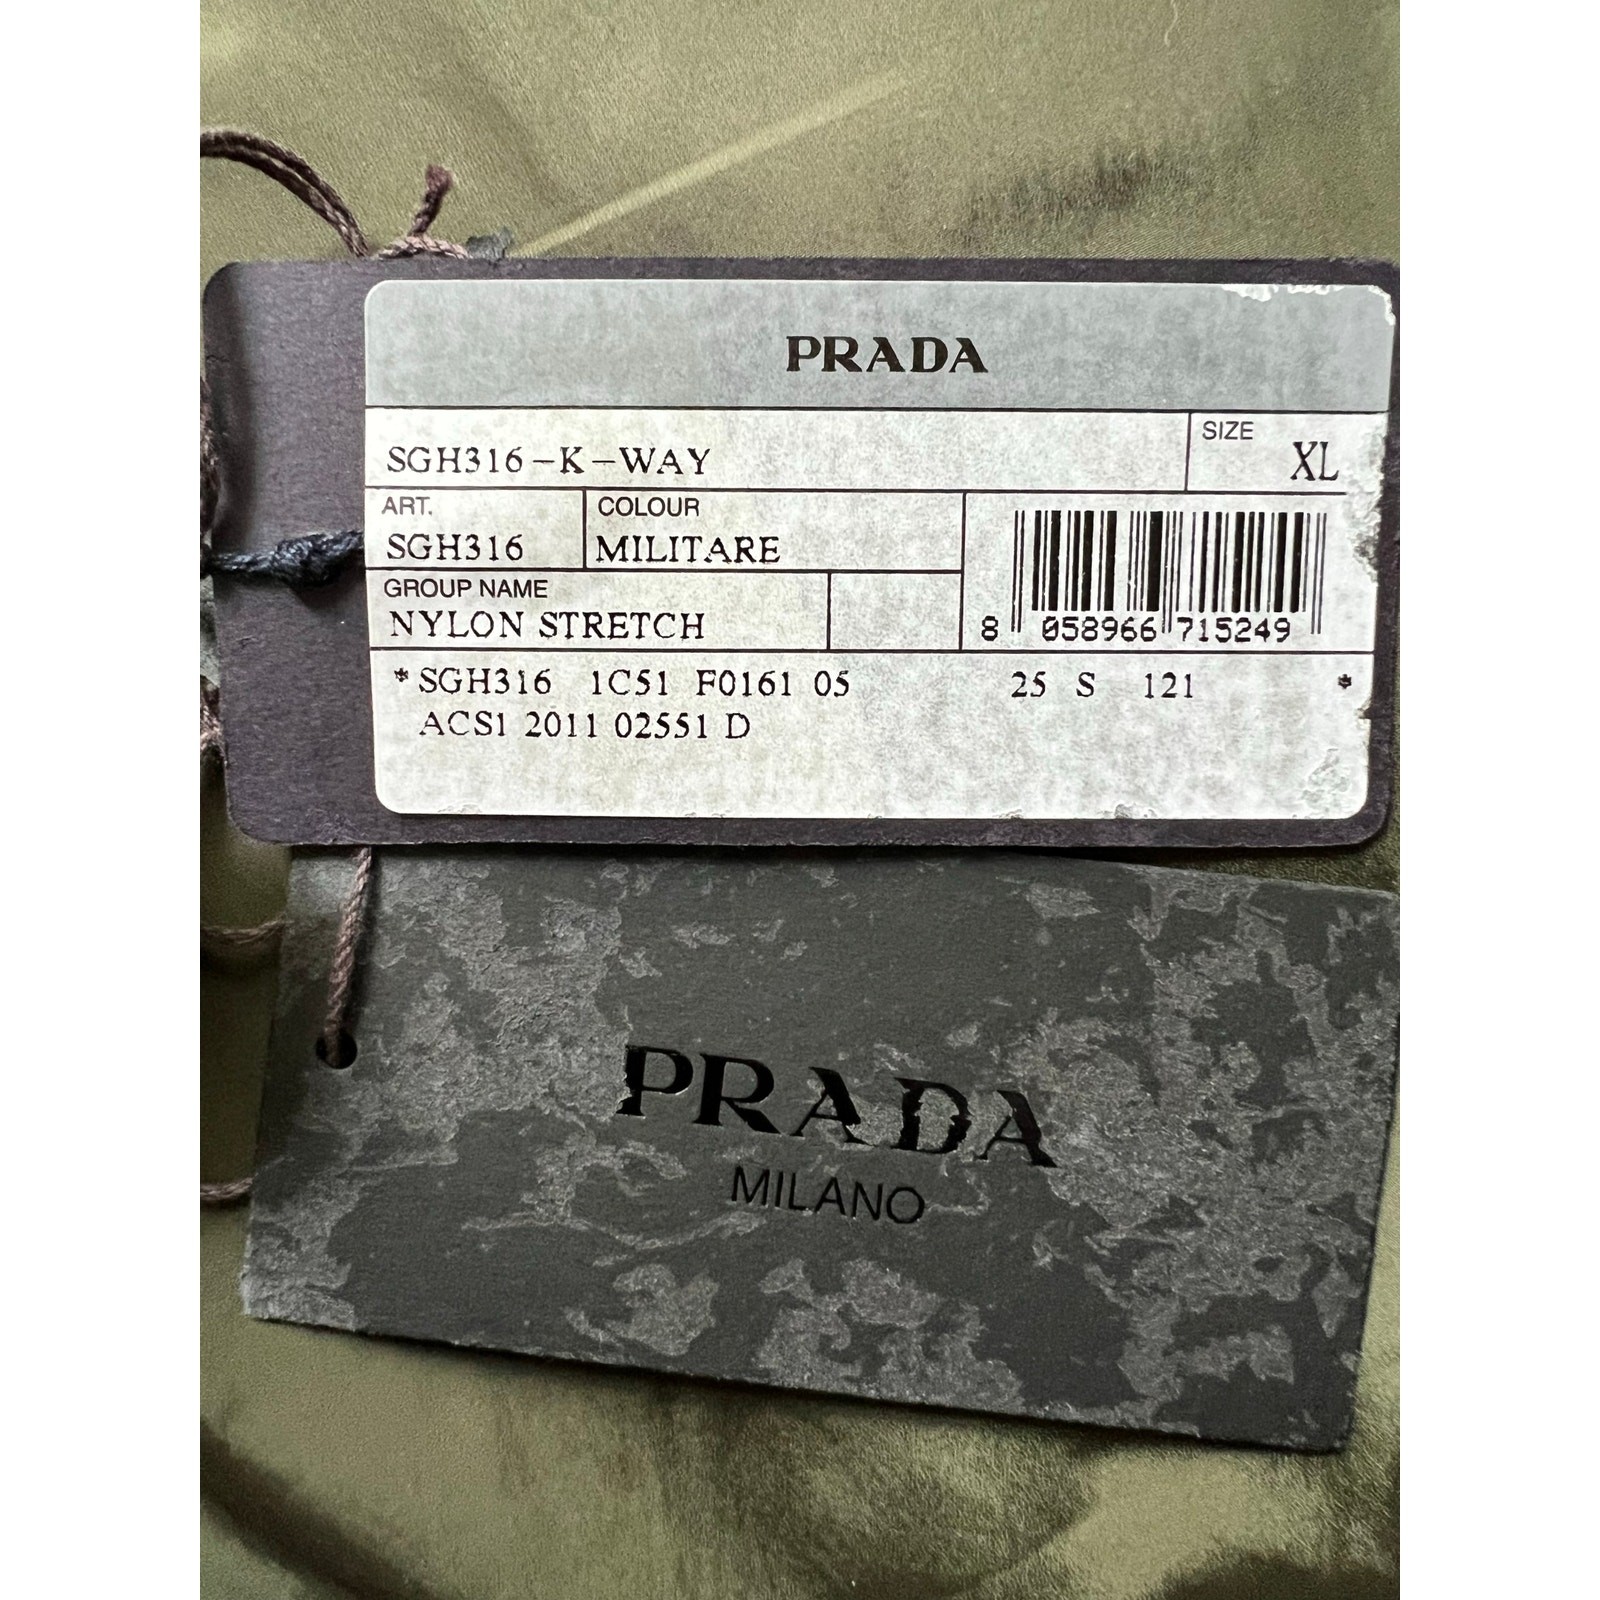 PRADA
SGH316-K-WAY
SIZE
XL
ART.
SGH316
COLOUR
MILITARE
GROUP NAME
NYLON STRETCH
8 058966 715249
*SGH316 1C51 F0161 05 25 S 121 *
ACS1 2011 02551 D
PRADA
MILANO